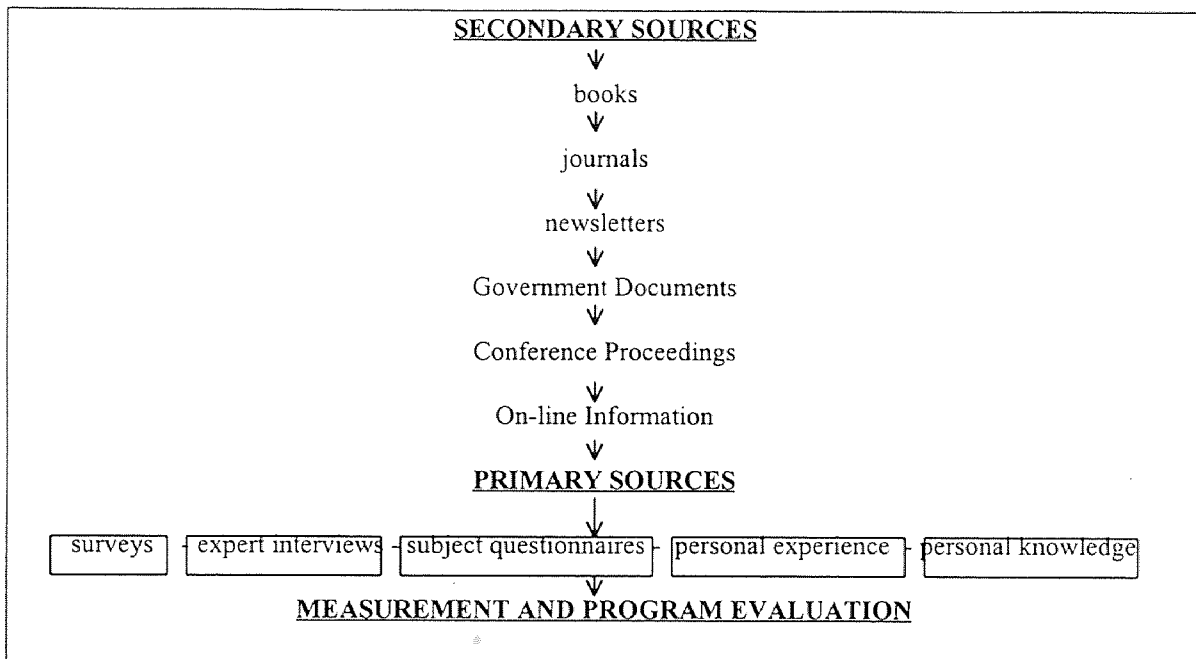 SECONDARY SOURCES
books
journals
newsletters
Government Documents
Conference Proceedings
On-line Information
PRIMARY SOURCES
surveys - expert interviews - subject questionnaires - personal experience - personal knowledge
MEASUREMENT AND PROGRAM EVALUATION